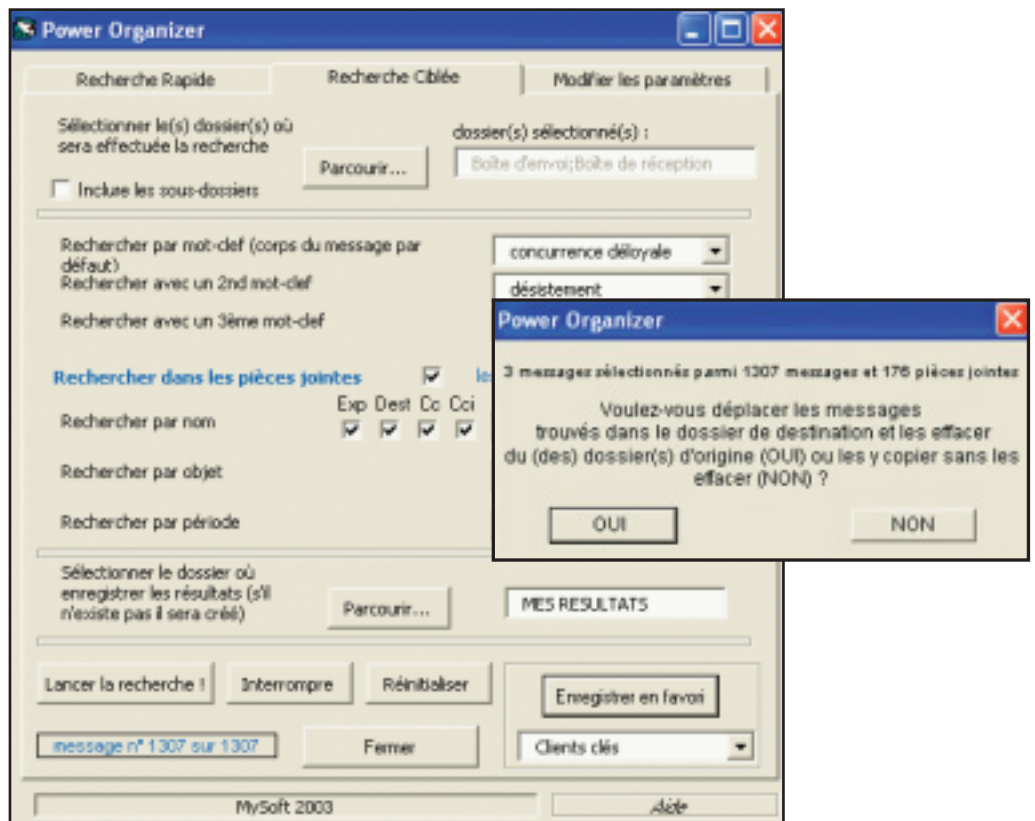 Power Organizer
Recherche Rapide
Recherche Ciblée
Modifier les paramètres
Sélectionner le(s) dossier(s) où
sera effectuée la recherche
Parcourir...
dossier(s) sélectionné(s) :
Boîte d'envoi;Boîte de réception
Inclure les sous-dossiers
Rechercher par mot-clef (corps du message par
défaut)
concurrence déloyale
Rechercher avec un 2nd mot-clef
désistement
Rechercher avec un 3ème mot-clef
Rechercher dans les pièces jointes
les
Exp Dest Cc Cci
Rechercher par nom
Rechercher par objet
Rechercher par période
Power Organizer
3 messages sélectionnés parmi 1307 messages et 176 pièces jointes
Voulez-vous déplacer les messages
trouvés dans le dossier de destination et les effacer
du (des) dossier(s) d'origine (OUI) ou les y copier sans les
effacer (NON) ?
OUI
NON
Sélectionner le dossier où
enregistrer les résultats (s'il
n'existe pas il sera créé)
Parcourir...
MES RESULTATS
Lancer la recherche !
Interrompre
Réinitialiser
Enregistrer en favori
message n° 1307 sur 1307
Fermer
Clients clés
MySoft 2003
Aide